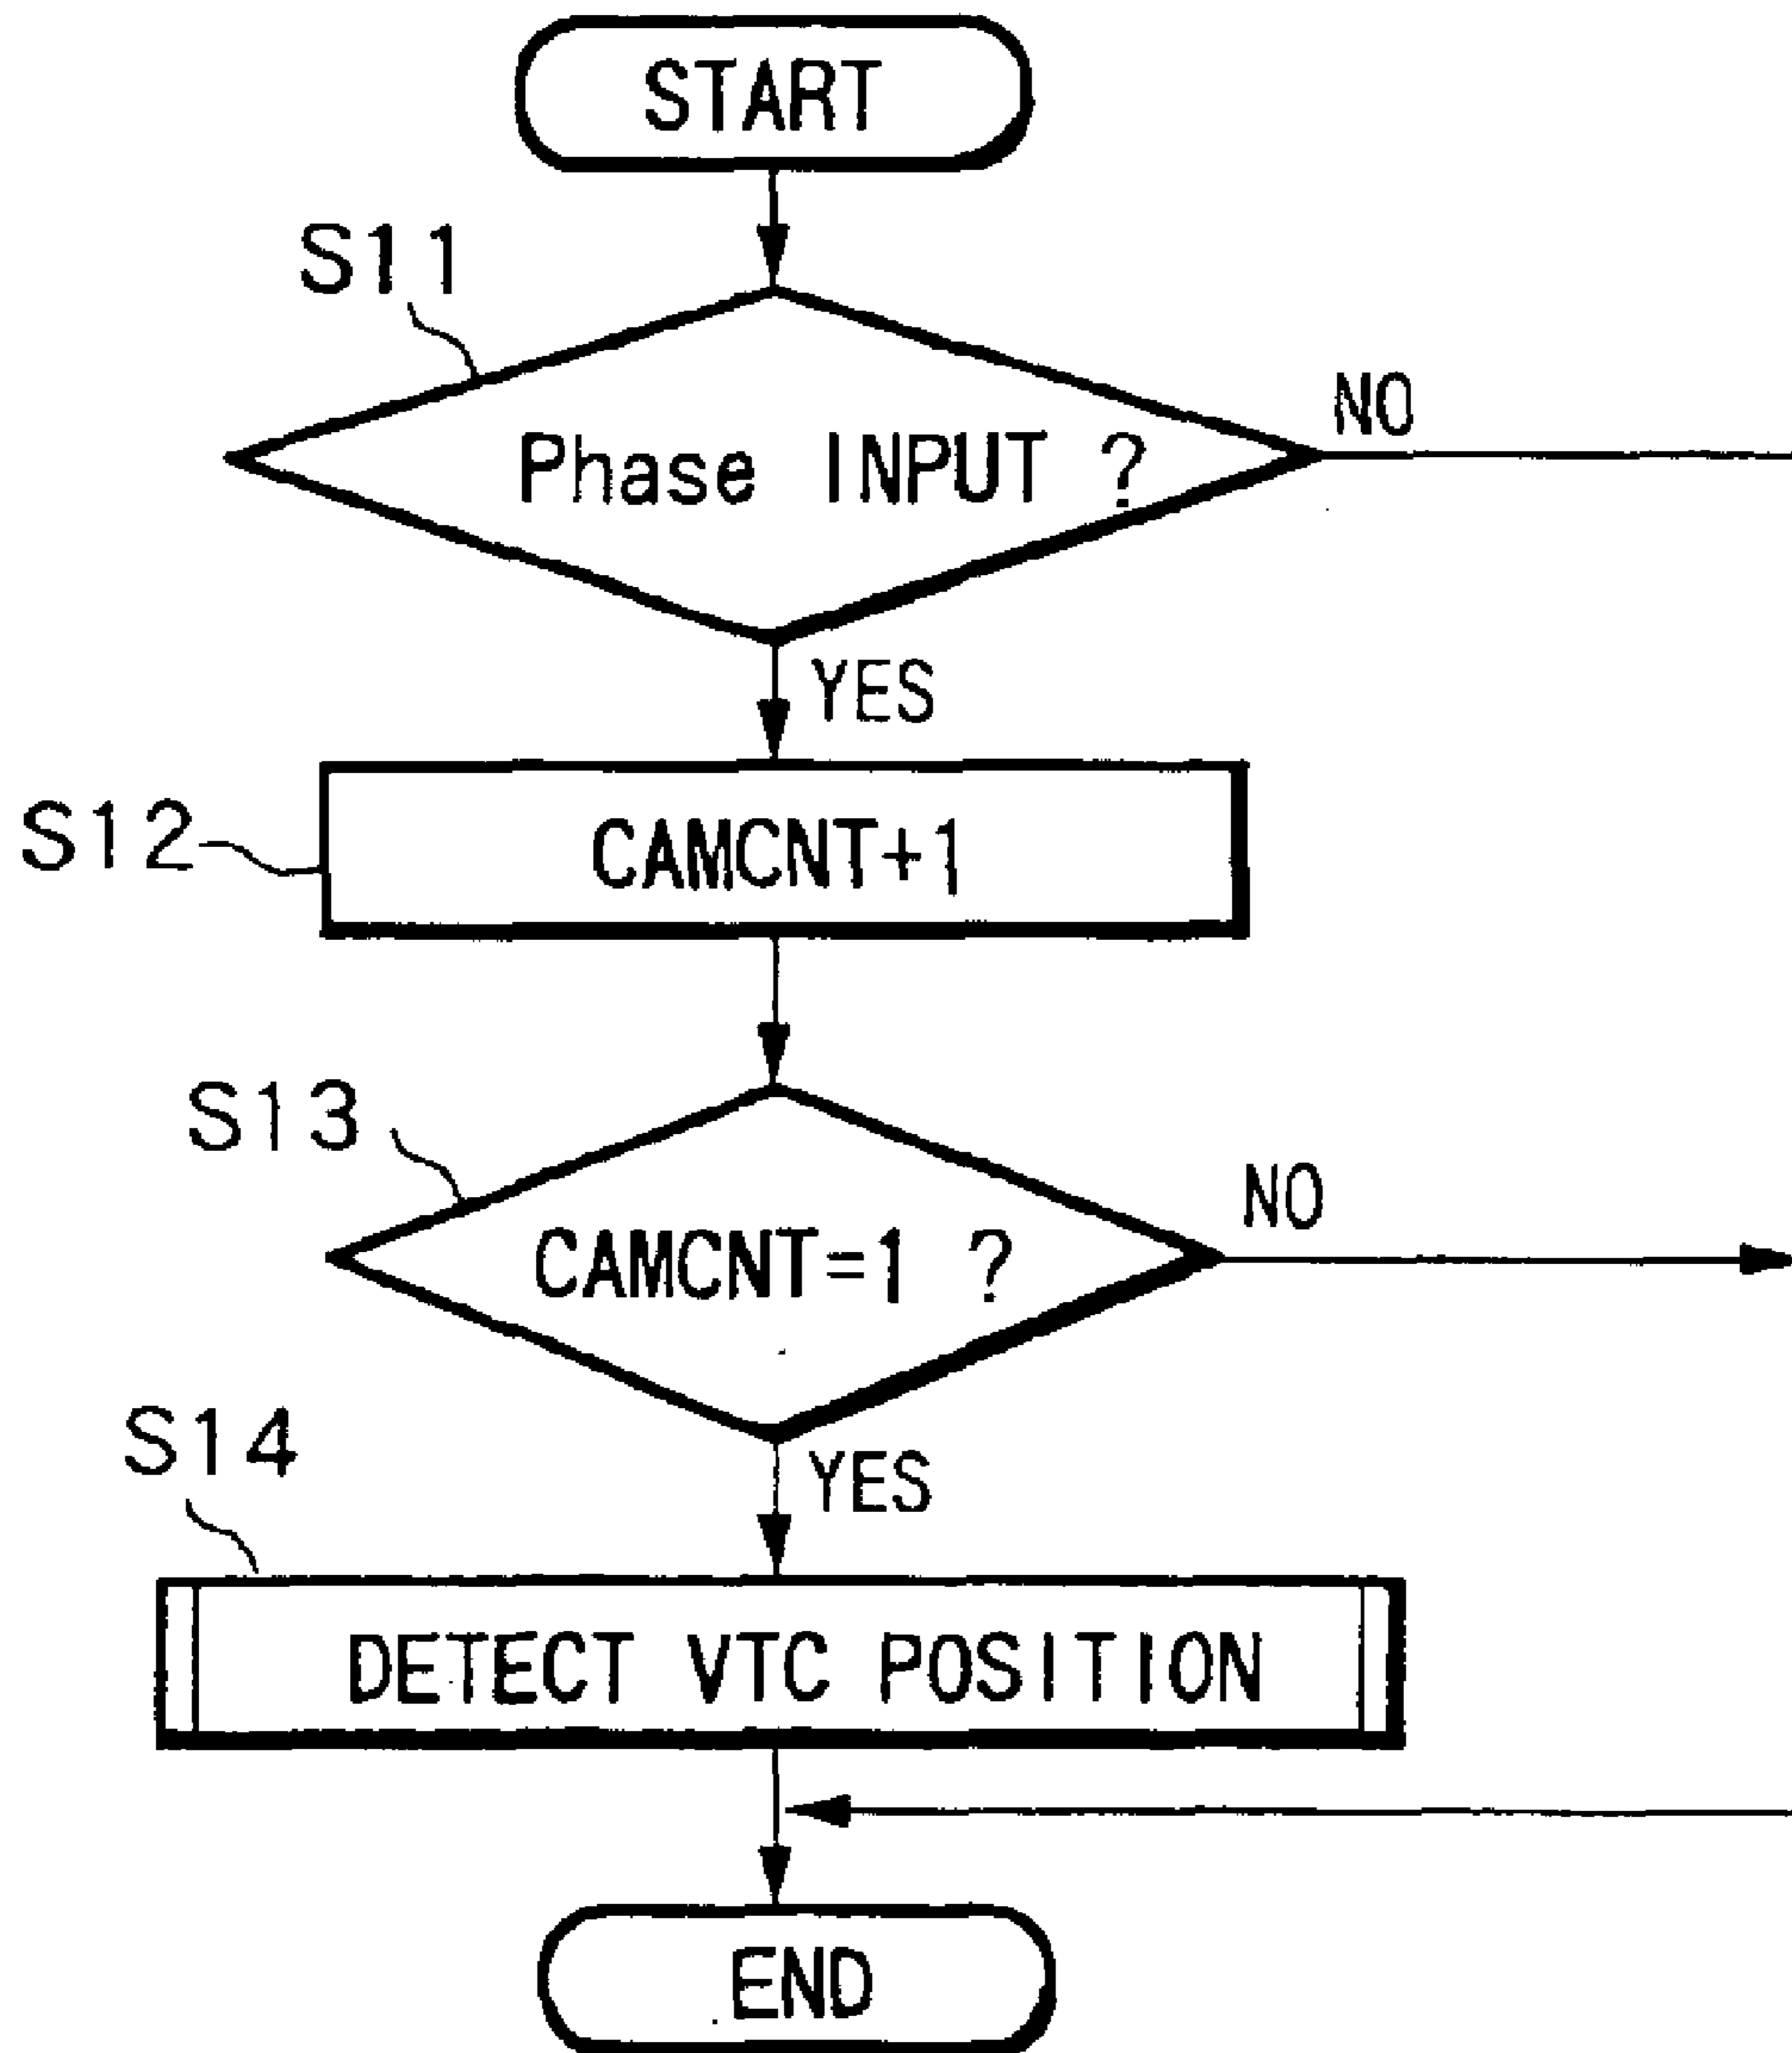 START
S11
Phase INPUT ?
NO
YES
S12
CAMCNT+1
S13
CAMCNT=1 ?
NO
YES
S14
DETECT VTC POSITION
END